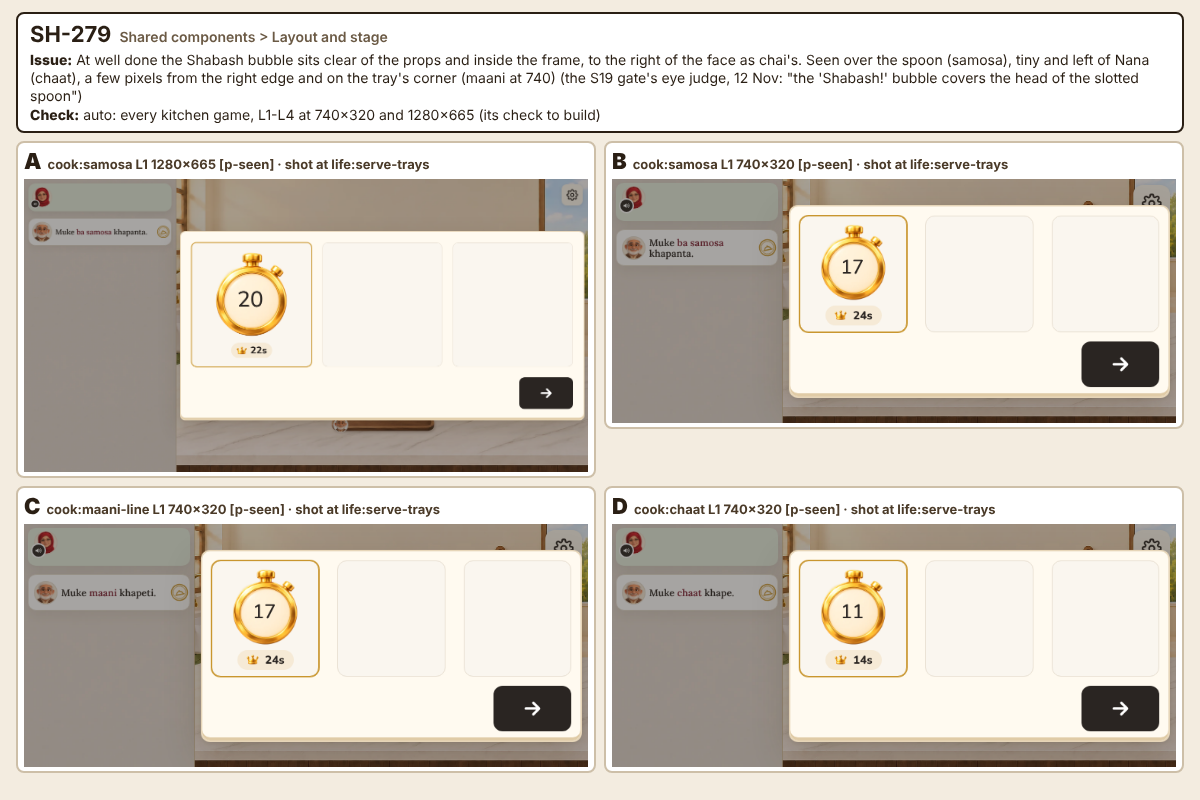 SH-279 Shared components > Layout and stage
Issue: At well done the Shabash bubble sits clear of the props and inside the frame, to the right of the face as chai's. Seen over the spoon (samosa), tiny and left of Nana
(chaat), a few pixels from the right edge and on the tray's corner (maani at 740) (the S19 gate's eye judge, 12 Nov: "the 'Shabash!' bubble covers the head of the slotted
spoon")
Check: auto: every kitchen game, L1-L4 at 740×320 and 1280×665 (its check to build)
A cook:samosa L1 1280×665 [p-seen] · shot at life:serve-trays
Muke ba samosa khapanta.
20
22s
B cook:samosa L1 740×320 [p-seen] · shot at life:serve-trays
Muke ba samosa
khapanta.
17
24s
C cook:maani-line L1 740×320 [p-seen] · shot at life:serve-trays
Muke maani khapeti.
17
24s
D cook:chaat L1 740×320 [p-seen] · shot at life:serve-trays
Muke chaat khape.
11
14s